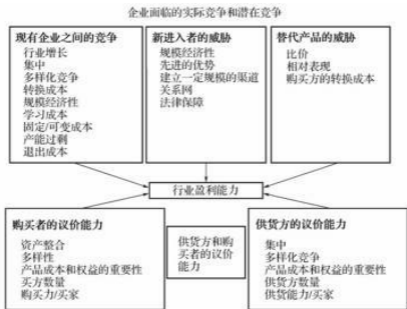 企业面临的实际竞争和潜在竞争
现有企业之间的竞争
行业增长
集中
多样化竞争
转换成本
规模经济性
学习成本
固定/可变成本
产能过剩
退出成本
新进入者的威胁
规模经济性
先进的优势
建立一定规模的渠道
关系网
法律保障
替代产品的威胁
比价
相对表现
购买方的转换成本
行业盈利能力
购买者的议价能力
资产整合
多样性
产品成本和权益的重要性
买方数量
购买力/买家
供货方和购
买者的议价
能力
供货方的议价能力
集中
多样化竞争
产品成本和权益的重要性
供货方数量
供货能力/买家